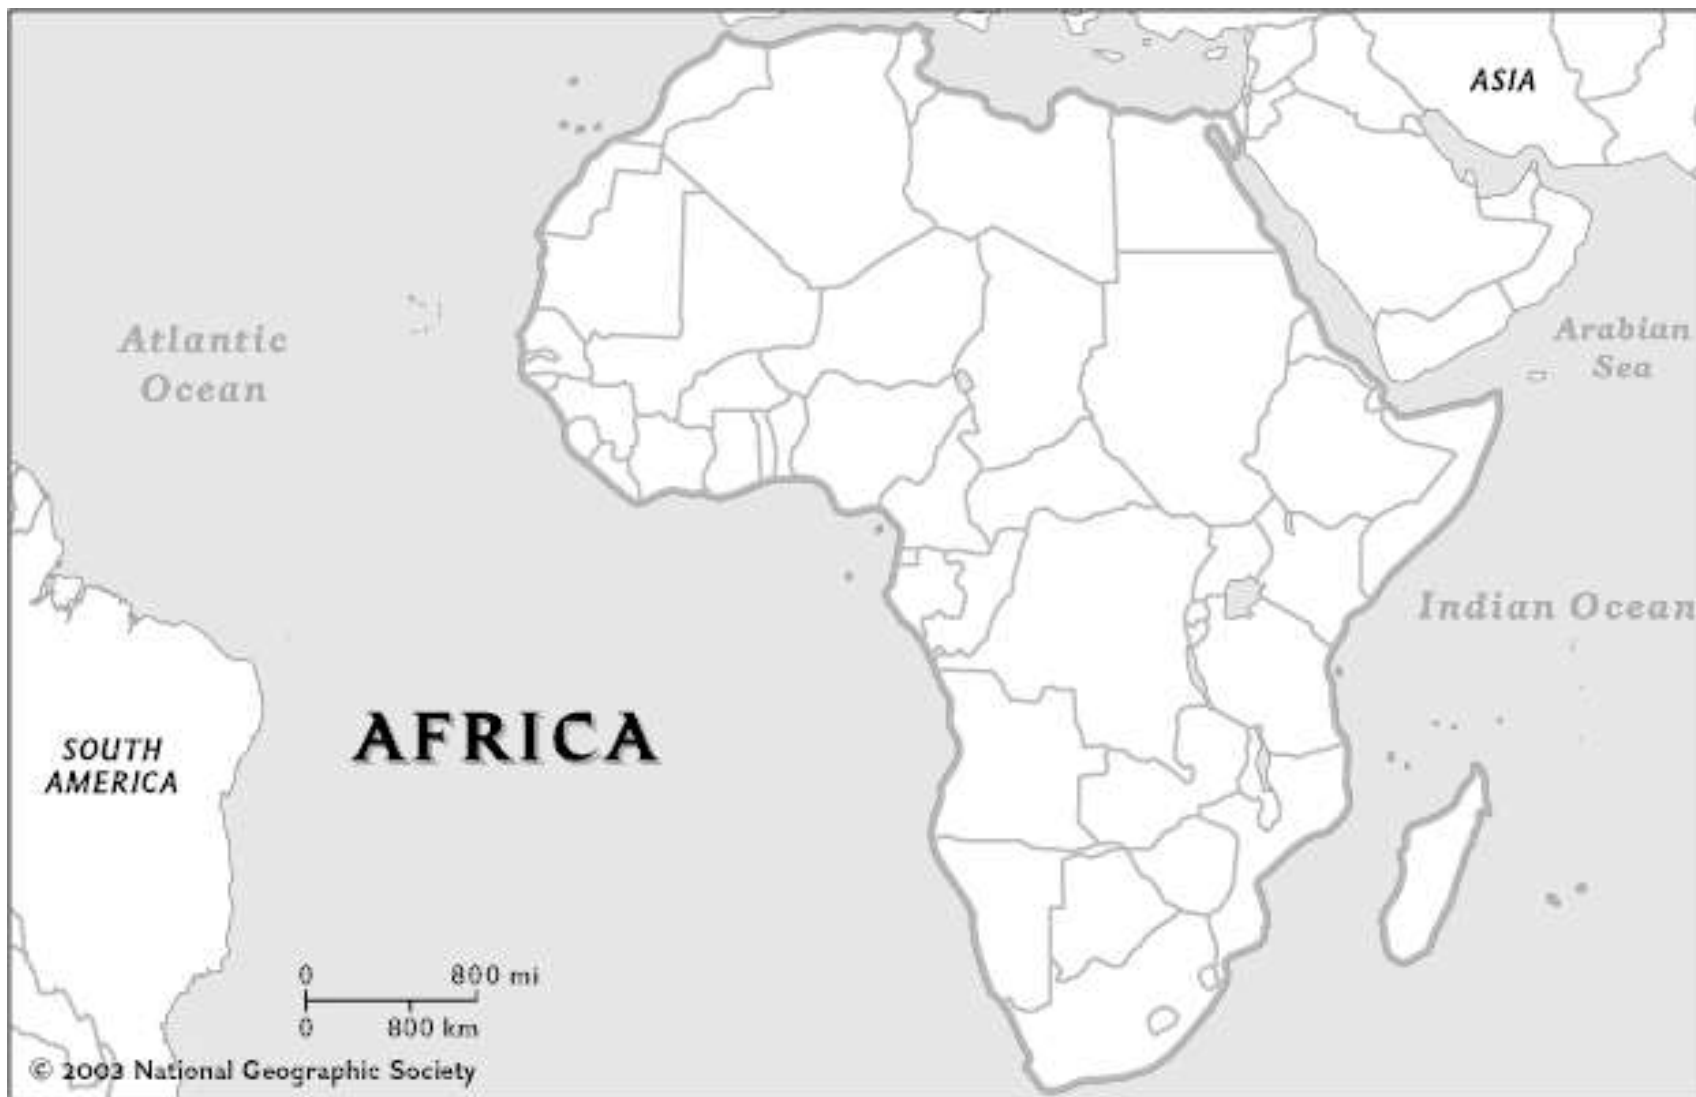 ASIA
Atlantic
Ocean
Arabian
Sea
Indian Ocean
AFRICA
SOUTH
AMERICA
0 800 mi
0 800 km
© 2003 National Geographic Society